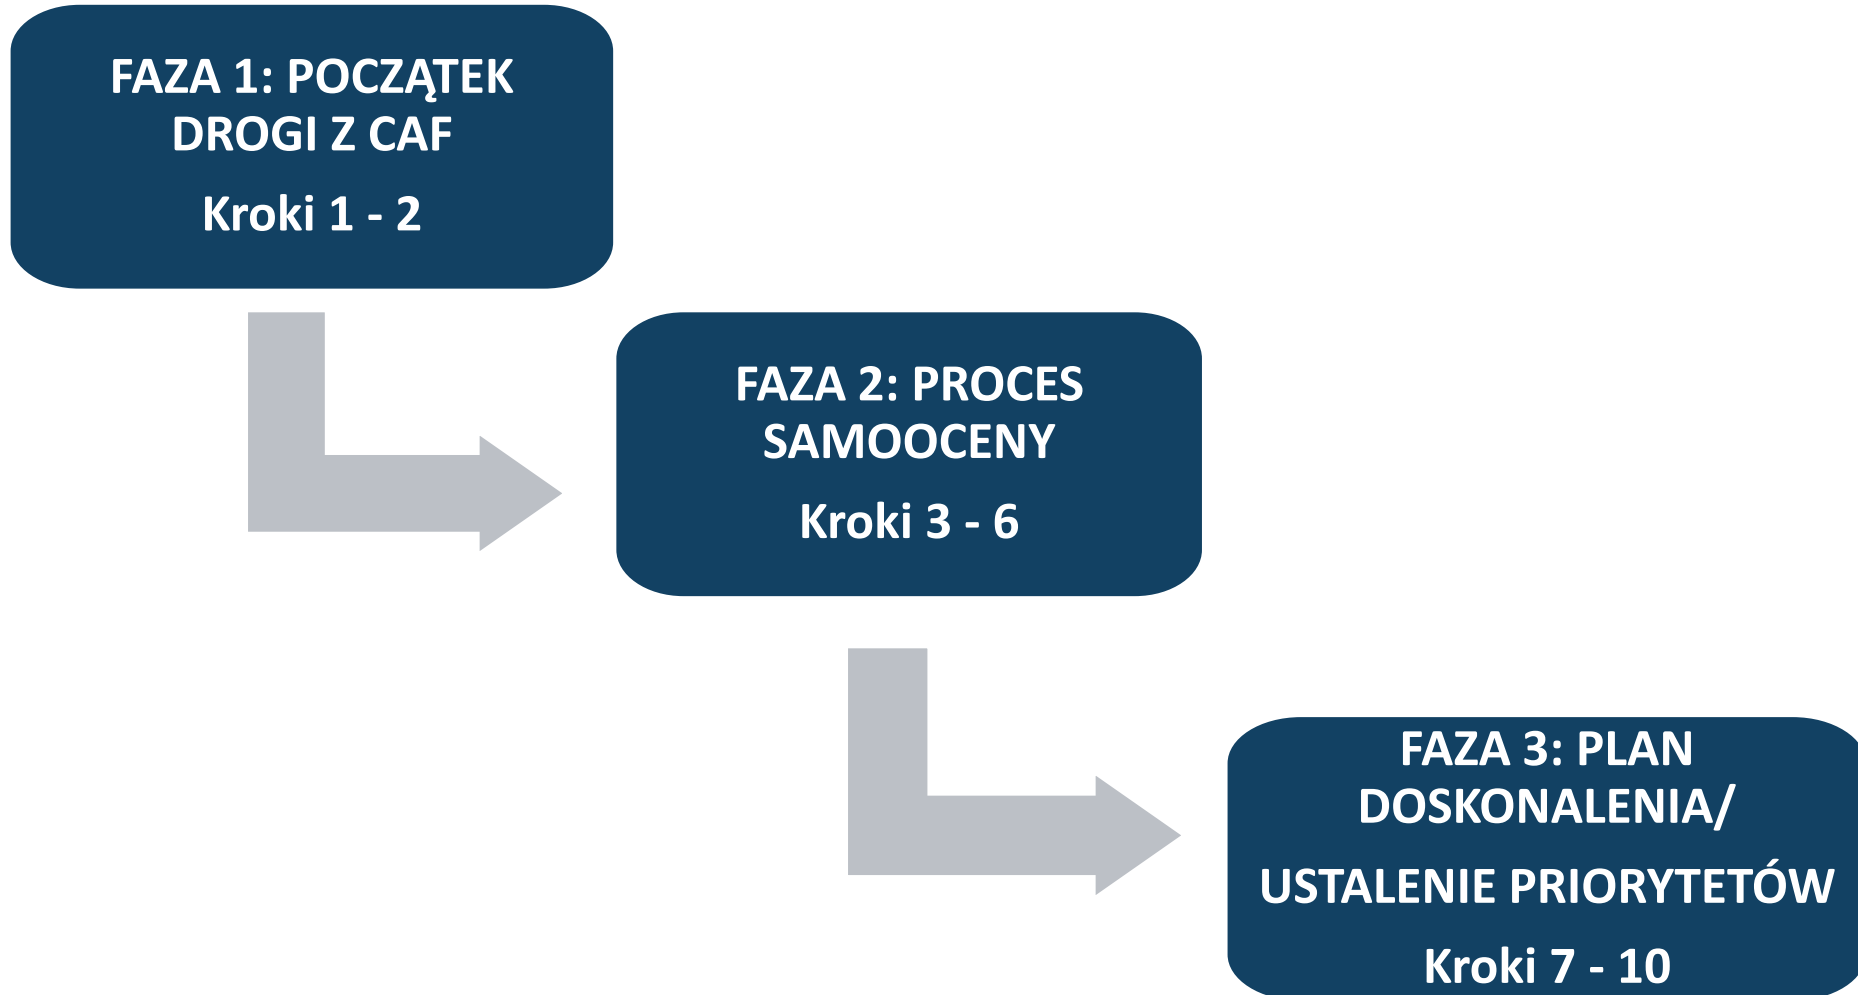 FAZA 1: POCZĄTEK
DROGI Z CAF
Kroki 1 - 2
FAZA 2: PROCES
SAMOOCENY
Kroki 3 - 6
FAZA 3: PLAN
DOSKONALENIA/
USTALENIE PRIORYTETÓW
Kroki 7 - 10